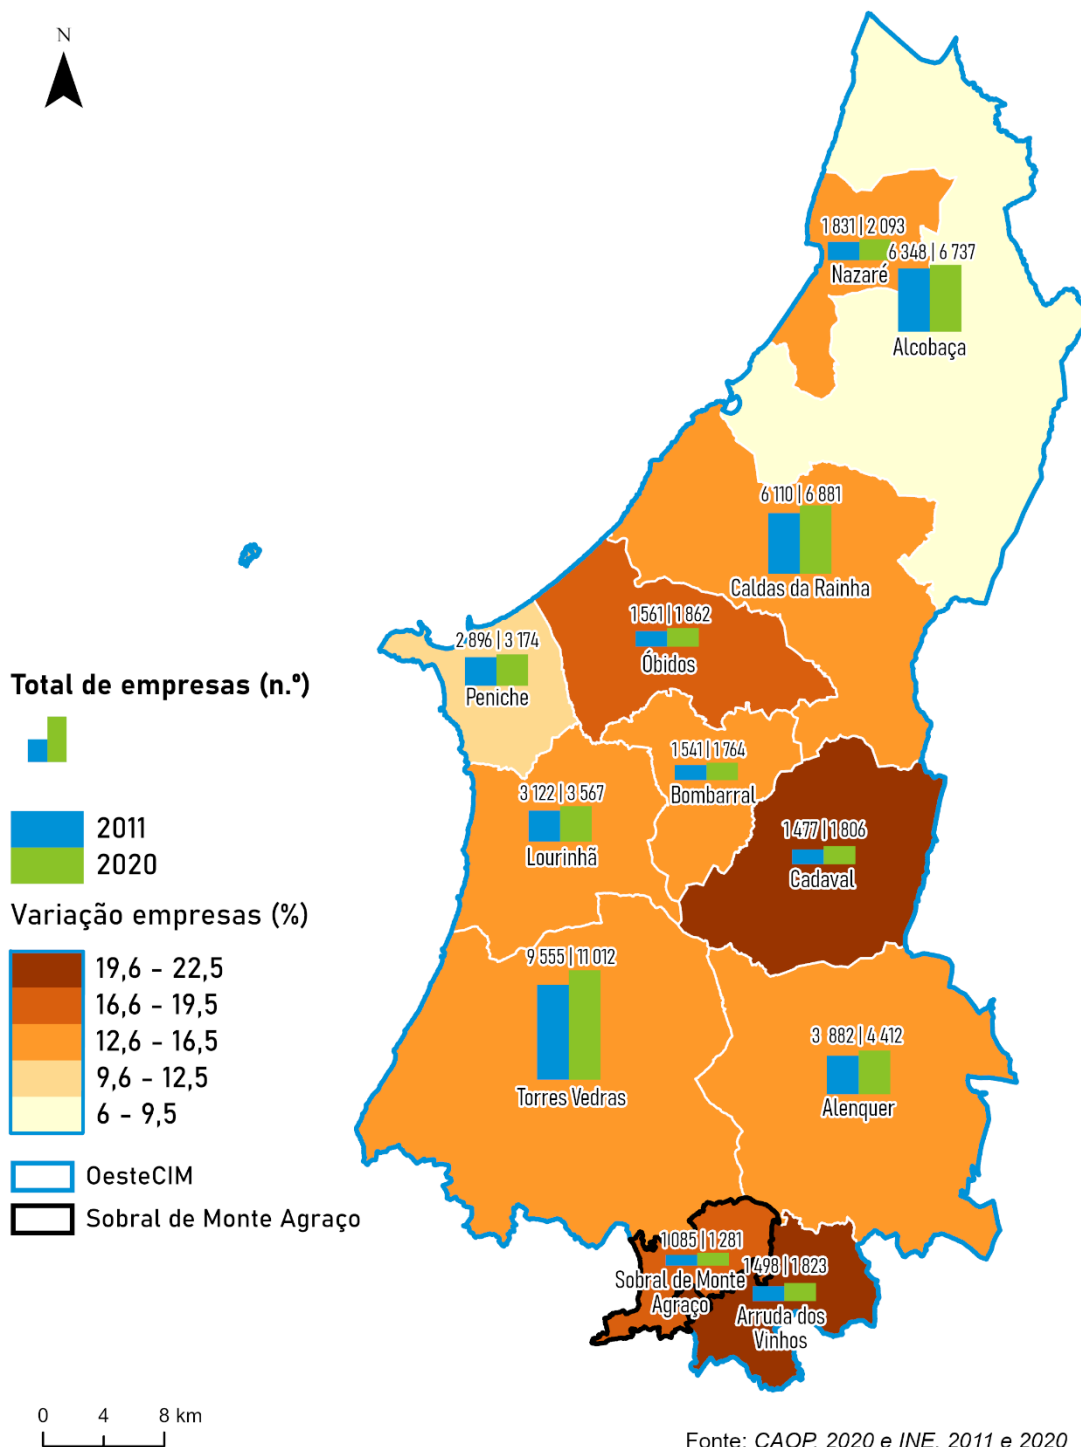 N
1 831 | 2 093
Nazaré
6 348 | 6 737
Alcobaça
6 110 | 6 881
Caldas da Rainha
1 561 | 1 862
Óbidos
2 896 | 3 174
Peniche
1 541 | 1 764
Bombarral
3 122 | 3 567
Lourinhã
1 477 | 1 806
Cadaval
9 555 | 11 012
Torres Vedras
3 882 | 4 412
Alenquer
1 085 | 1 281
Sobral de Monte
Agraço
1 498 | 1 823
Arruda dos
Vinhos
Total de empresas (n.º)
2011
2020
Variação empresas (%)
19,6 - 22,5
16,6 - 19,5
12,6 - 16,5
9,6 - 12,5
6 - 9,5
OesteCIM
Sobral de Monte Agraço
0 4 8 km
Fonte: CAOP, 2020 e INE, 2011 e 2020